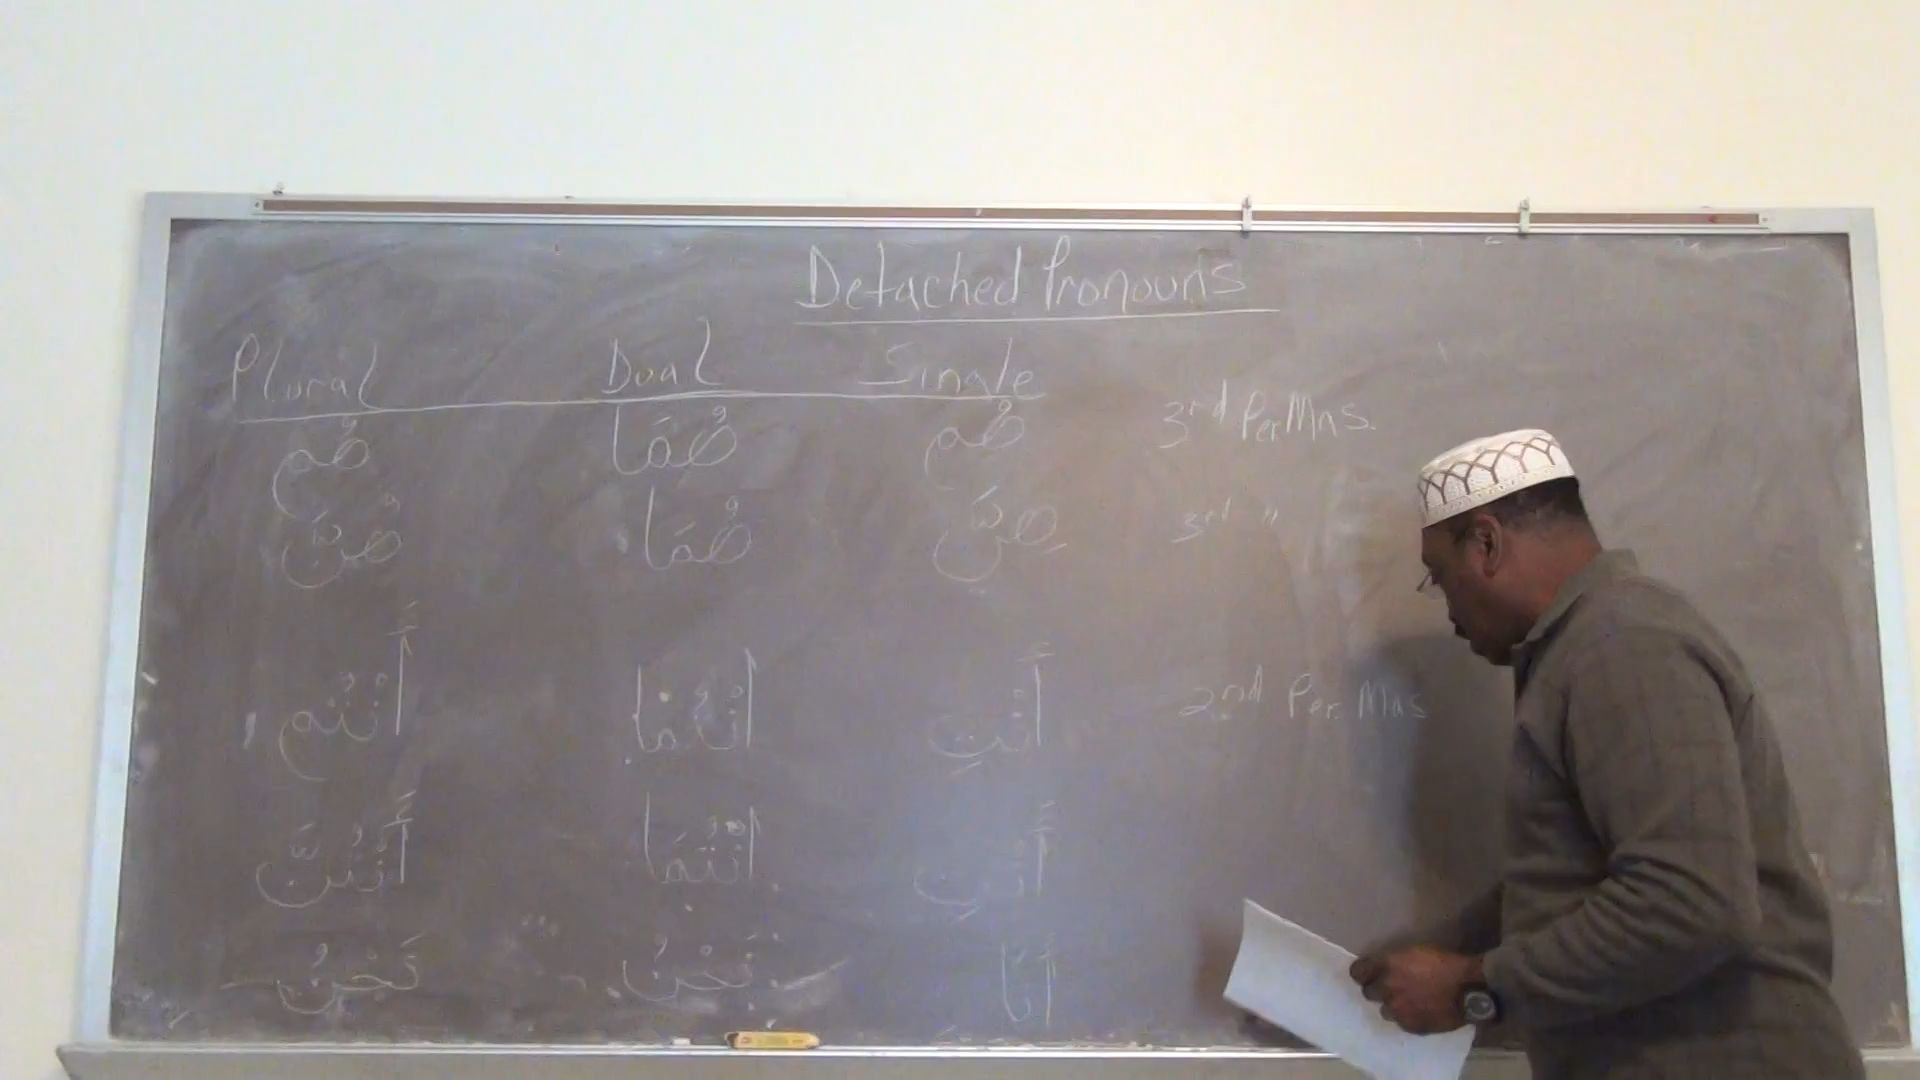 Detached Pronouns
Plural Dual Single
هُم هُمَا هُم 3rd Per. Mas.
هُنَّ هُمَا هِنَّ 3rd "
أَنْتُم أَنْتُمَا أَنْتِ 2nd Per. Mas
أَنْتُنَّ أَنْتُمَا أَنْتِ
نَحْنُ نَحْنُ أَنَا